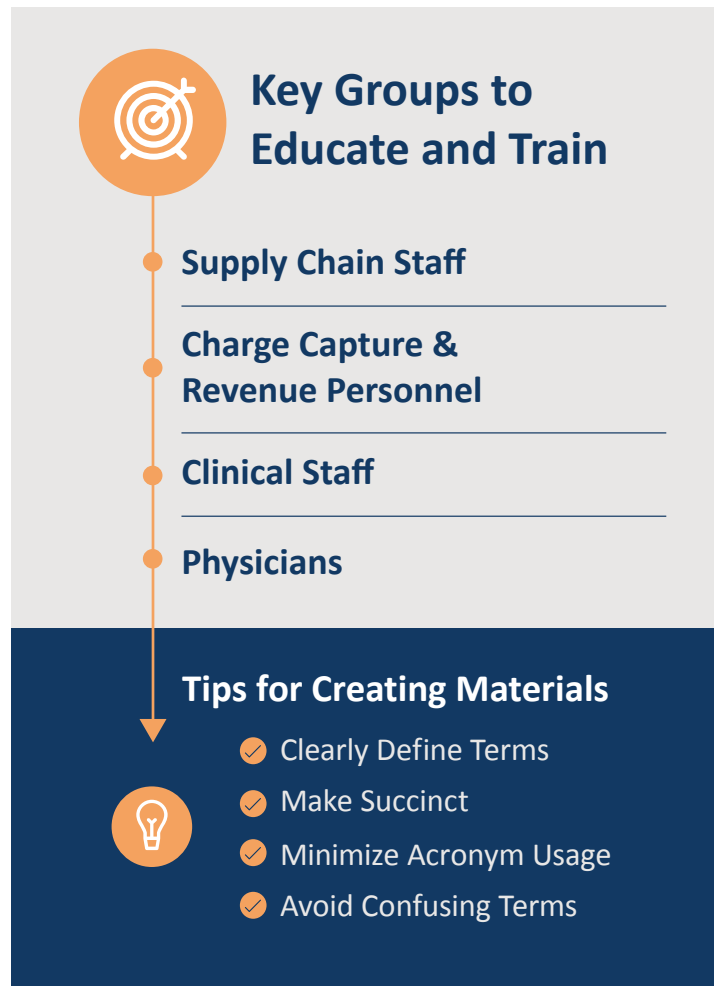 Key Groups to
Educate and Train
Supply Chain Staff
Charge Capture &
Revenue Personnel
Clinical Staff
Physicians
Tips for Creating Materials
Clearly Define Terms
Make Succinct
Minimize Acronym Usage
Avoid Confusing Terms